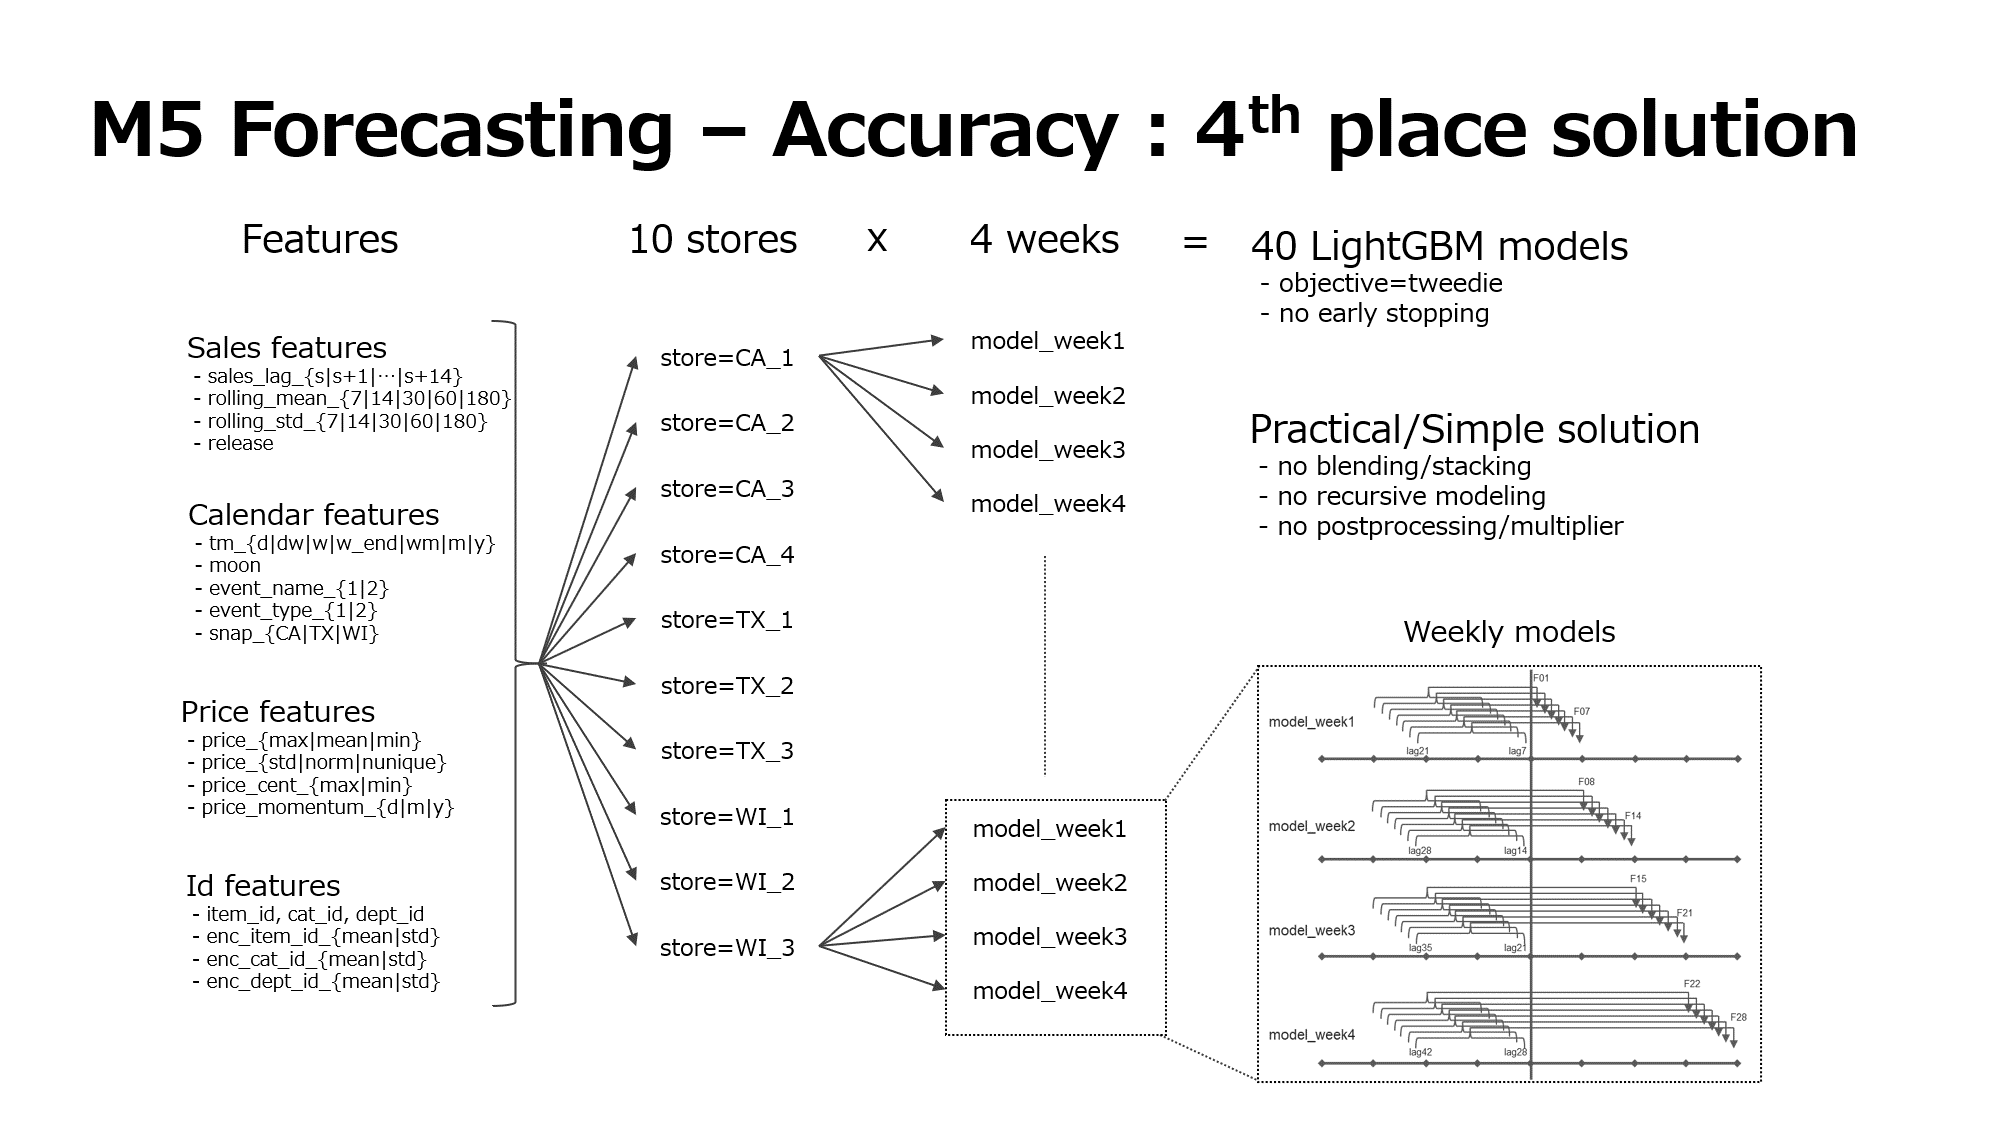 M5 Forecasting – Accuracy : 4th place solution
Features
10 stores
x
4 weeks
=
40 LightGBM models
- objective=tweedie
- no early stopping
Sales features
- sales_lag_{s|s+1|…|s+14}
- rolling_mean_{7|14|30|60|180}
- rolling_std_{7|14|30|60|180}
- release
Calendar features
- tm_{d|dw|w|w_end|wm|m|y}
- moon
- event_name_{1|2}
- event_type_{1|2}
- snap_{CA|TX|WI}
Price features
- price_{max|mean|min}
- price_{std|norm|nunique}
- price_cent_{max|min}
- price_momentum_{d|m|y}
Id features
- item_id, cat_id, dept_id
- enc_item_id_{mean|std}
- enc_cat_id_{mean|std}
- enc_dept_id_{mean|std}
store=CA_1
store=CA_2
store=CA_3
store=CA_4
store=TX_1
store=TX_2
store=TX_3
store=WI_1
store=WI_2
store=WI_3
model_week1
model_week2
model_week3
model_week4
model_week1
model_week2
model_week3
model_week4
Practical/Simple solution
- no blending/stacking
- no recursive modeling
- no postprocessing/multiplier
Weekly models
F01
F07
model_week1
lag21
lag7
F08
F14
model_week2
lag28
lag14
F15
F21
model_week3
lag35
lag21
F22
F28
model_week4
lag42
lag28